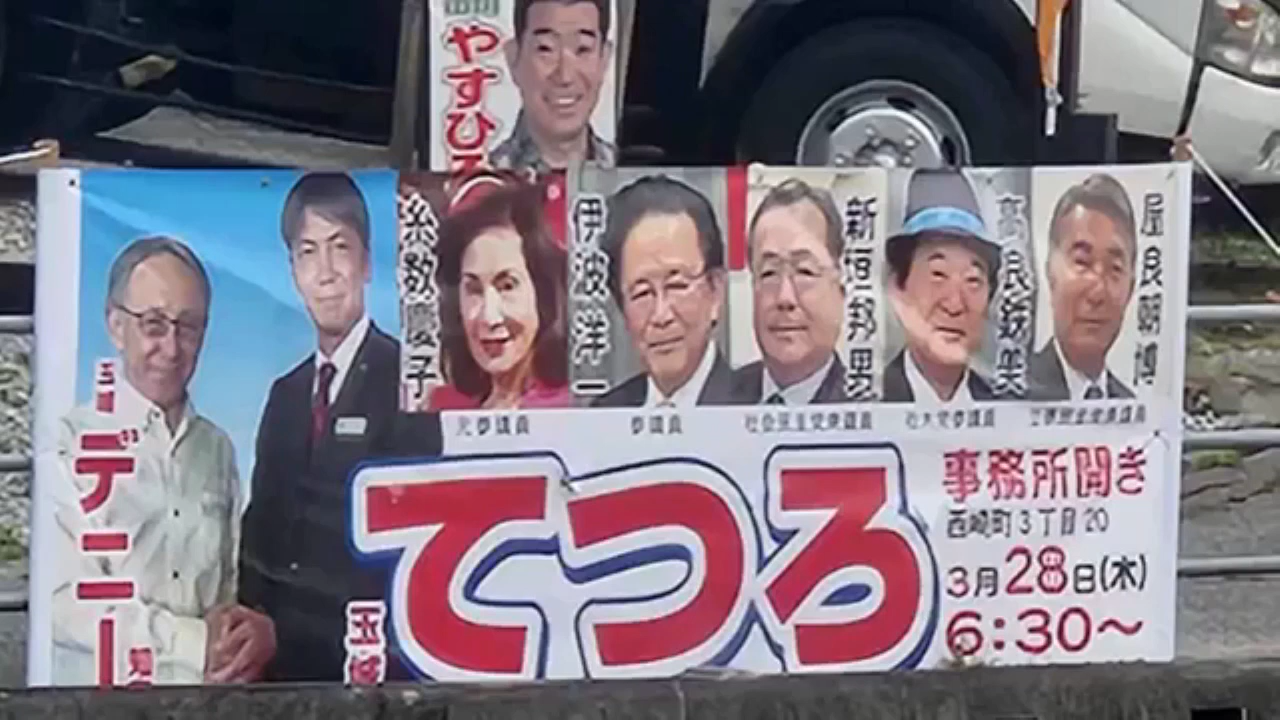 やすひろ
玉
デニー
糸数慶子
伊波洋一
新垣邦男
高良鉄美
屋良朝博
元参議員
参議員
社会民主党衆議員
社大党参議員
立憲民主党衆議員
玉城
てつろ
事務所開き
西崎町3丁目20
3月28日(木)
6:30〜